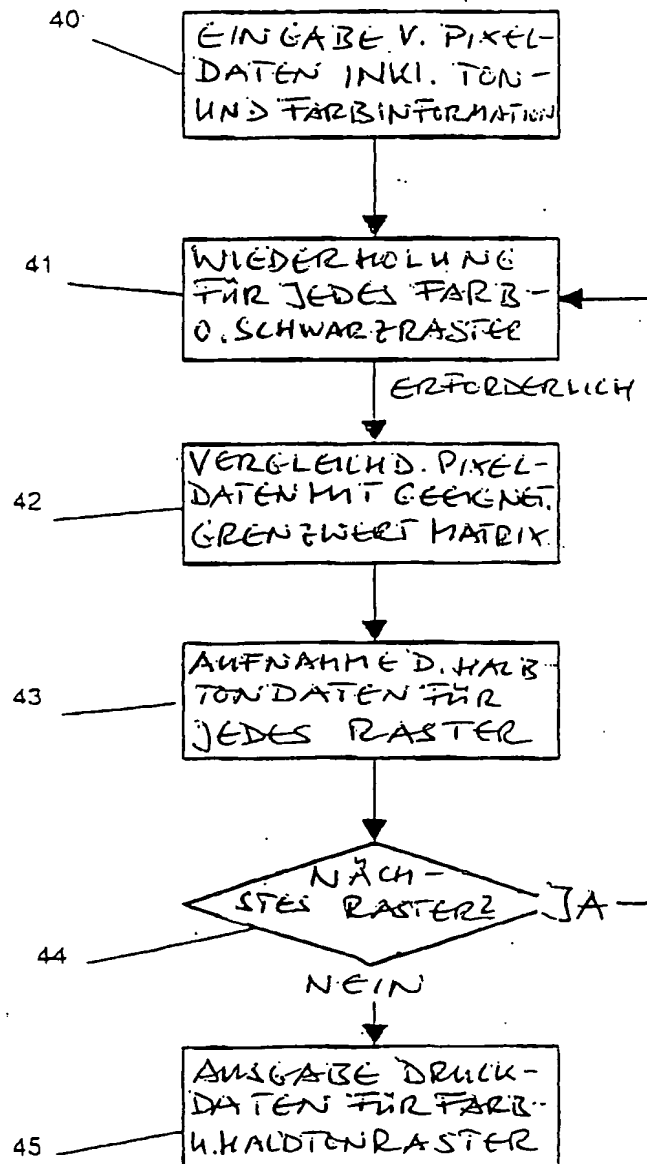 40
EINGABE V. PIXEL-
DATEN INKL. TON-
UND FARBINFORMATION
41
WIEDERHOLUNG
FÜR JEDES FARB-
O. SCHWARZRASTER
ERFORDERLICH
42
VERGLEICH D. PIXEL-
DATEN MIT GEEIGNET.
GRENZWERT MATRIX
43
AUFNAHME D. HALB
TONDATEN FÜR
JEDES RASTER
NÄCH-
STES RASTER?
JA
44
NEIN
AUSGABE DRUCK-
DATEN FÜR FARB-
45
U. HALDTENRASTER